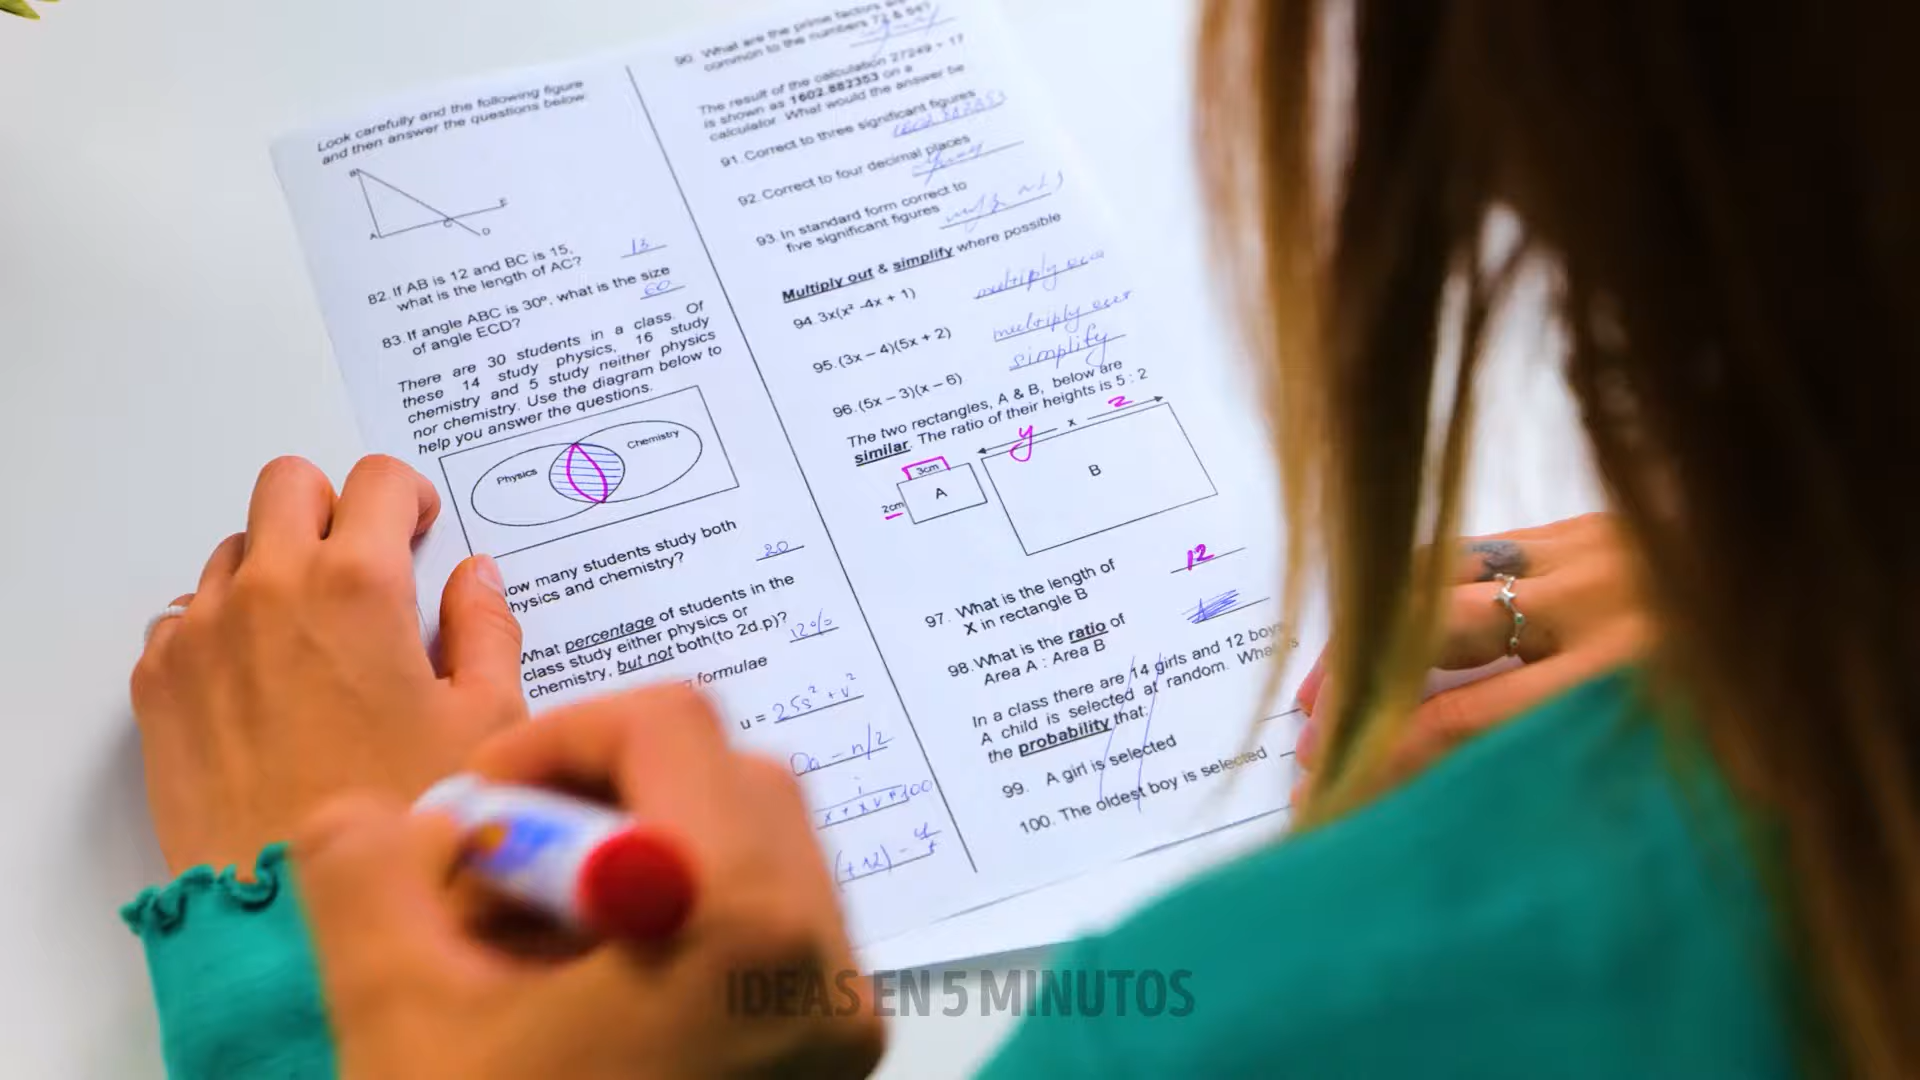 Look carefully and the following figure
and then answer the questions below.
B
A
C
E
D
82. If AB is 12 and BC is 15,
what is the length of AC?
13
83. If angle ABC is 30º, what is the size
of angle ECD?
60
There are 30 students in a class. Of
these 14 study physics, 16 study
chemistry and 5 study neither physics
nor chemistry. Use the diagram below to
help you answer the questions.
Physics
Chemistry
ow many students study both
hysics and chemistry?
20
What percentage of students in the
class study either physics or
chemistry, but not both(to 2d.p)?
12%
formulae
u = 25s² + v²
90. What are the prime factors
common to the numbers 72 &
The result of the calculation 27249 ÷ 17
is shown as 1602.882353 on a
calculator. What would the answer be
91. Correct to three significant figures
92. Correct to four decimal places
93. In standard form correct to
five significant figures
Multiply out & simplify where possible
94. 3x(x² -4x + 1)
multiply
95. (3x – 4)(5x + 2)
multiply
simplify
96. (5x – 3)(x – 6)
The two rectangles, A & B, below are
similar. The ratio of their heights is 5 : 2
3cm
y
x
2
2cm
A
B
97. What is the length of
X in rectangle B
12
98. What is the ratio of
Area A : Area B
In a class there are 14 girls and 12 boys
A child is selected at random. What is
the probability that:
99. A girl is selected
100. The oldest boy is selected
IDEAS EN 5 MINUTOS